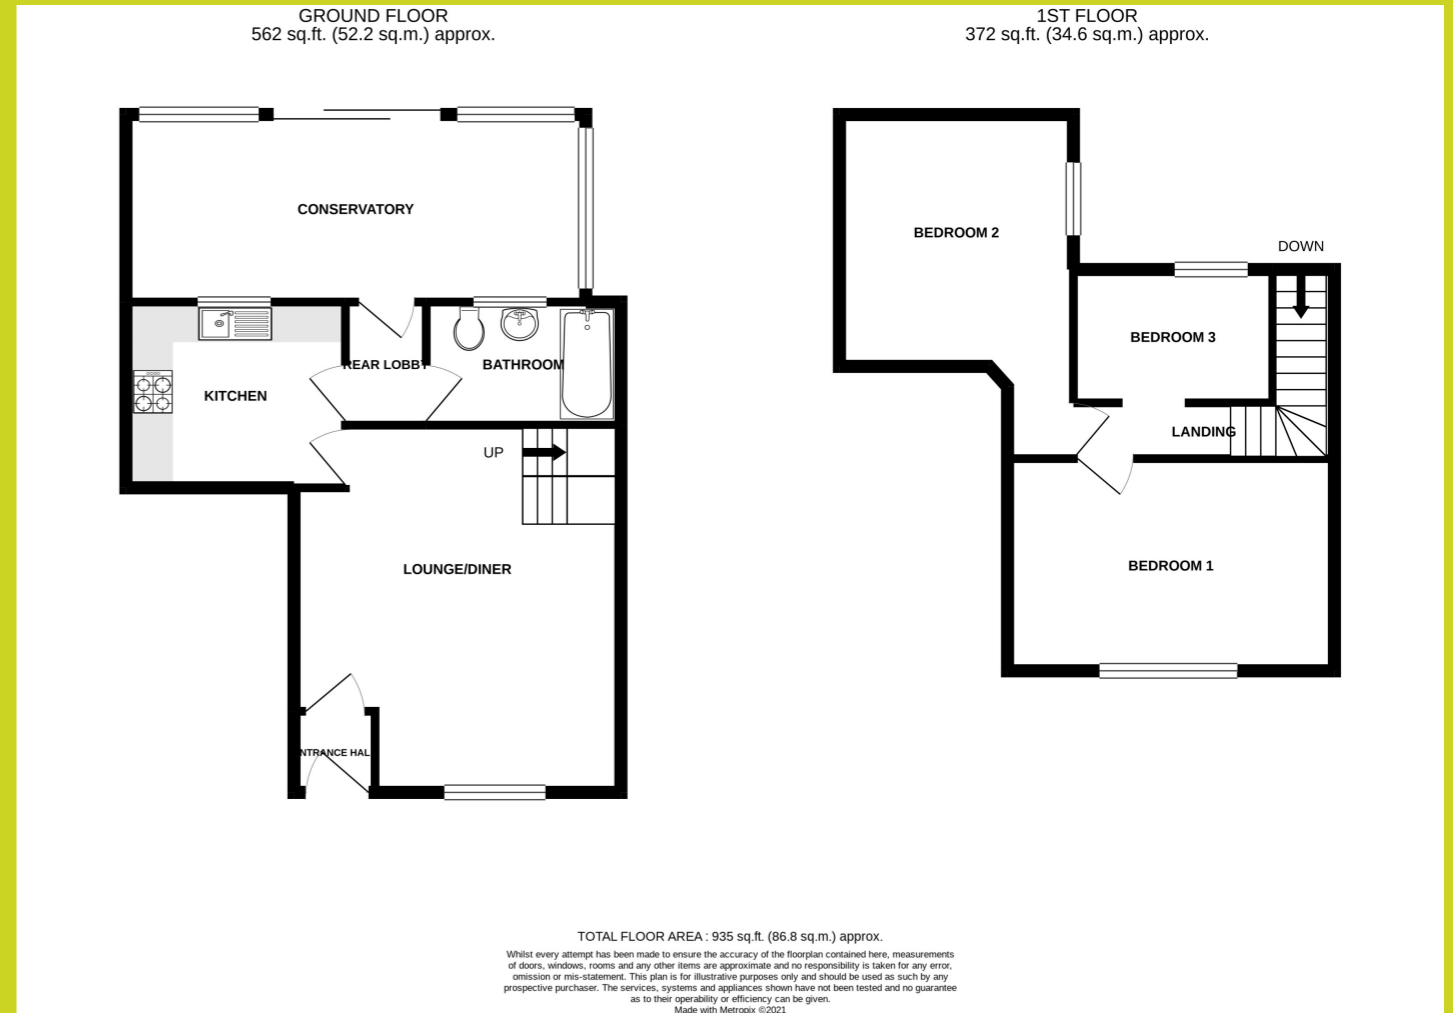 GROUND FLOOR
562 sq.ft. (52.2 sq.m.) approx.
1ST FLOOR
372 sq.ft. (34.6 sq.m.) approx.
CONSERVATORY
BEDROOM 2
DOWN
BEDROOM 3
REAR LOBBY
BATHROOM
KITCHEN
LANDING
UP
LOUNGE/DINER
BEDROOM 1
NTRANCE HAL
TOTAL FLOOR AREA : 935 sq.ft. (86.8 sq.m.) approx.
Whilst every attempt has been made to ensure the accuracy of the floorplan contained here, measurements
of doors, windows, rooms and any other items are approximate and no responsibility is taken for any error,
omission or mis-statement. This plan is for illustrative purposes only and should be used as such by any
prospective purchaser. The services, systems and appliances shown have not been tested and no guarantee
as to their operability or efficiency can be given.
Made with Metropix ©2021